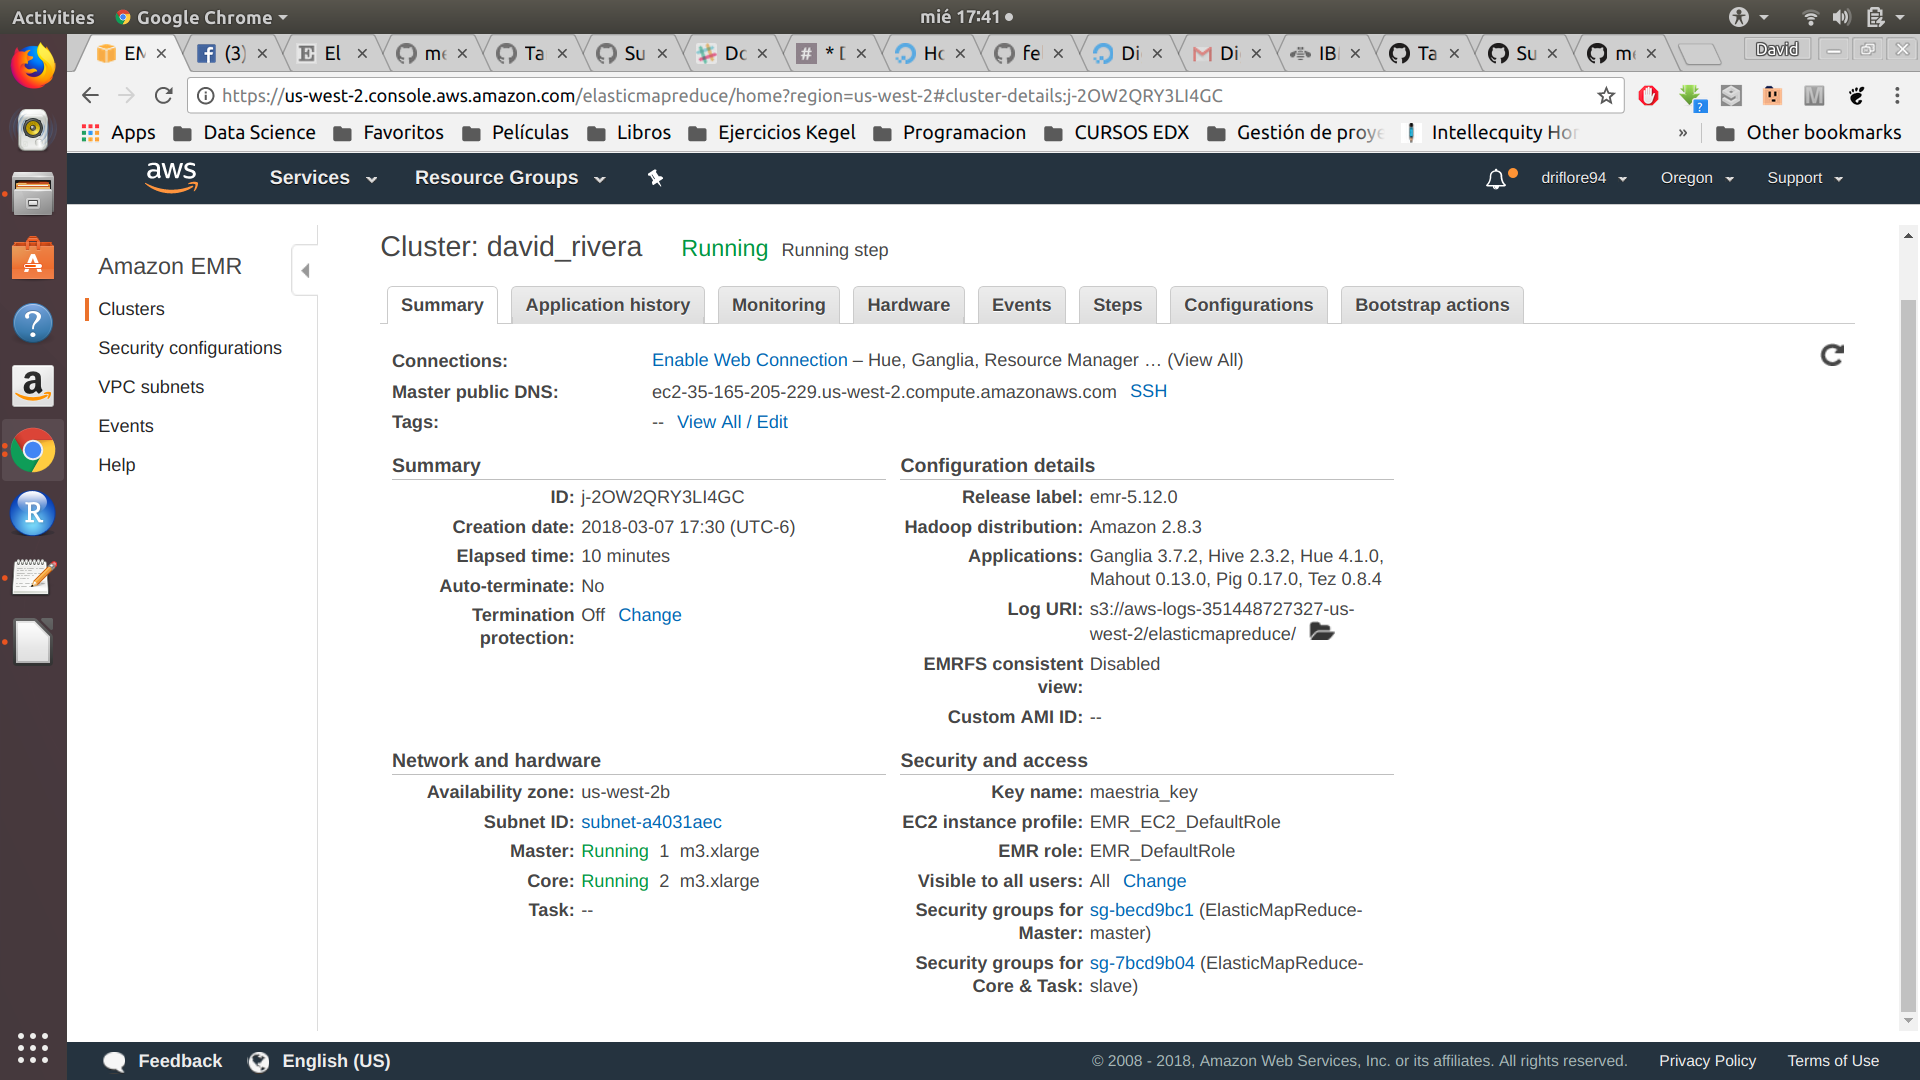 Activities Google Chrome mié 17:41
EM (3) El me Ta Su Do * D Ho fe Di Di IBI Ta Su me David
https://us-west-2.console.aws.amazon.com/elasticmapreduce/home?region=us-west-2#cluster-details:j-2OW2QRY3LI4GC
Apps Data Science Favoritos Películas Libros Ejercicios Kegel Programacion CURSOS EDX Gestión de proye Intellecquity Hor » Other bookmarks
aws Services Resource Groups driflore94 Oregon Support
Amazon EMR
Clusters
Security configurations
VPC subnets
Events
Help
Cluster: david_rivera Running Running step
Summary Application history Monitoring Hardware Events Steps Configurations Bootstrap actions
Connections: Enable Web Connection – Hue, Ganglia, Resource Manager … (View All)
Master public DNS: ec2-35-165-205-229.us-west-2.compute.amazonaws.com SSH
Tags: -- View All / Edit
Summary
ID: j-2OW2QRY3LI4GC
Creation date: 2018-03-07 17:30 (UTC-6)
Elapsed time: 10 minutes
Auto-terminate: No
Termination Off Change
protection:
Configuration details
Release label: emr-5.12.0
Hadoop distribution: Amazon 2.8.3
Applications: Ganglia 3.7.2, Hive 2.3.2, Hue 4.1.0,
Mahout 0.13.0, Pig 0.17.0, Tez 0.8.4
Log URI: s3://aws-logs-351448727327-us-
west-2/elasticmapreduce/
EMRFS consistent Disabled
view:
Custom AMI ID: --
Network and hardware
Availability zone: us-west-2b
Subnet ID: subnet-a4031aec
Master: Running 1 m3.xlarge
Core: Running 2 m3.xlarge
Task: --
Security and access
Key name: maestria_key
EC2 instance profile: EMR_EC2_DefaultRole
EMR role: EMR_DefaultRole
Visible to all users: All Change
Security groups for sg-becd9bc1 (ElasticMapReduce-
Master: master)
Security groups for sg-7bcd9b04 (ElasticMapReduce-
Core & Task: slave)
Feedback English (US) © 2008 - 2018, Amazon Web Services, Inc. or its affiliates. All rights reserved. Privacy Policy Terms of Use